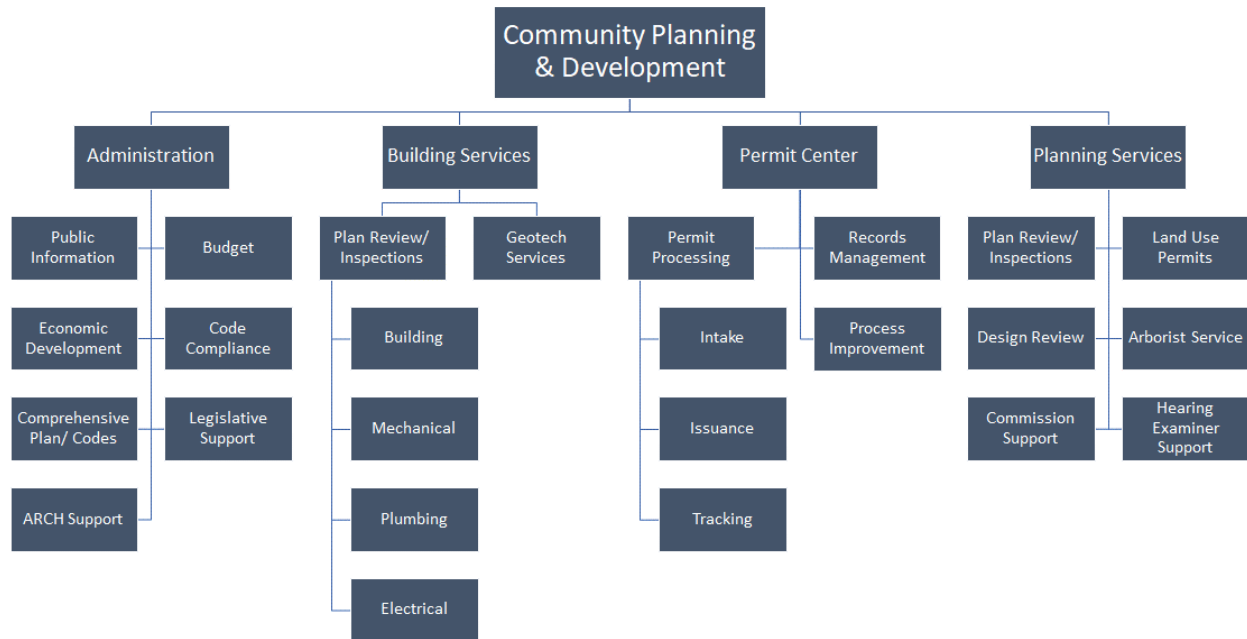 Community Planning
& Development
Administration
Building Services
Permit Center
Planning Services
Public
Information
Budget
Plan Review/
Inspections
Geotech
Services
Permit
Processing
Records
Management
Plan Review/
Inspections
Land Use
Permits
Economic
Development
Code
Compliance
Building
Intake
Process
Improvement
Design Review
Arborist Service
Comprehensive
Plan/ Codes
Legislative
Support
Mechanical
Issuance
Commission
Support
Hearing
Examiner
Support
ARCH Support
Plumbing
Tracking
Electrical